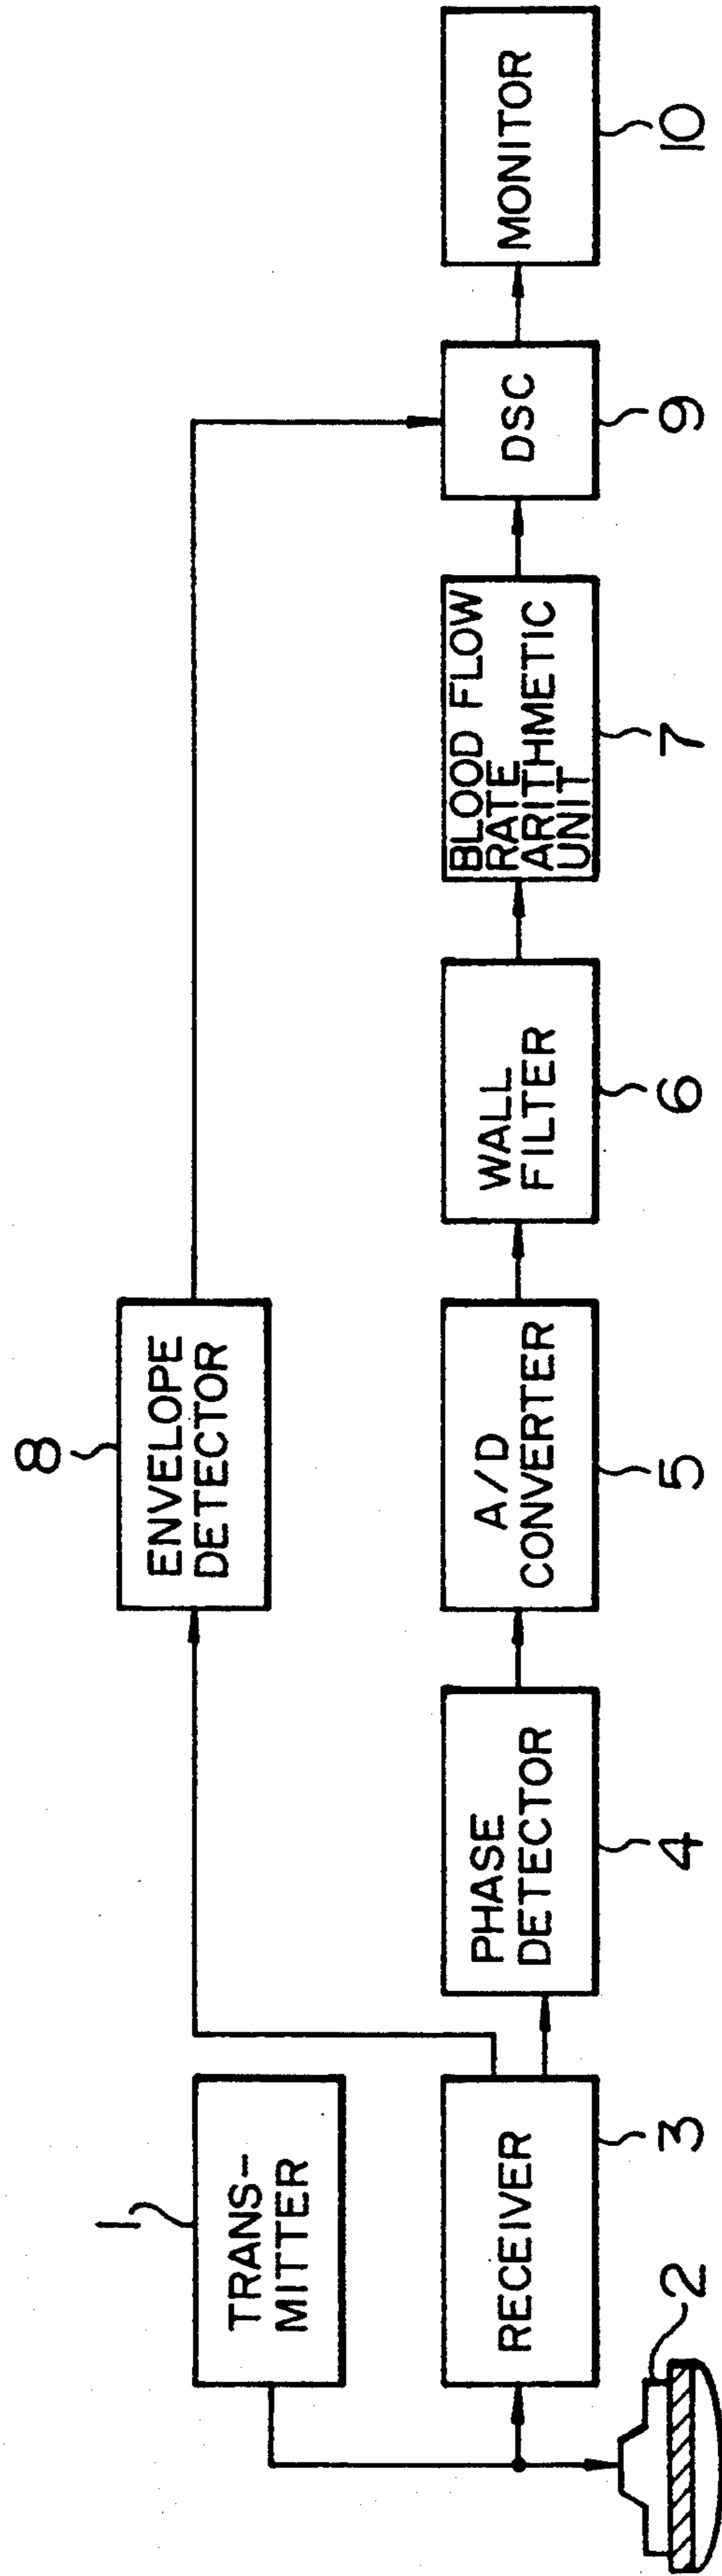 8
ENVELOPE
DETECTOR
1
TRANS-
MITTER
RECEIVER
3
2
PHASE
DETECTOR
4
A/D
CONVERTER
5
WALL
FILTER
6
BLOOD FLOW
RATE
ARITHMETIC
UNIT
7
DSC
9
MONITOR
10